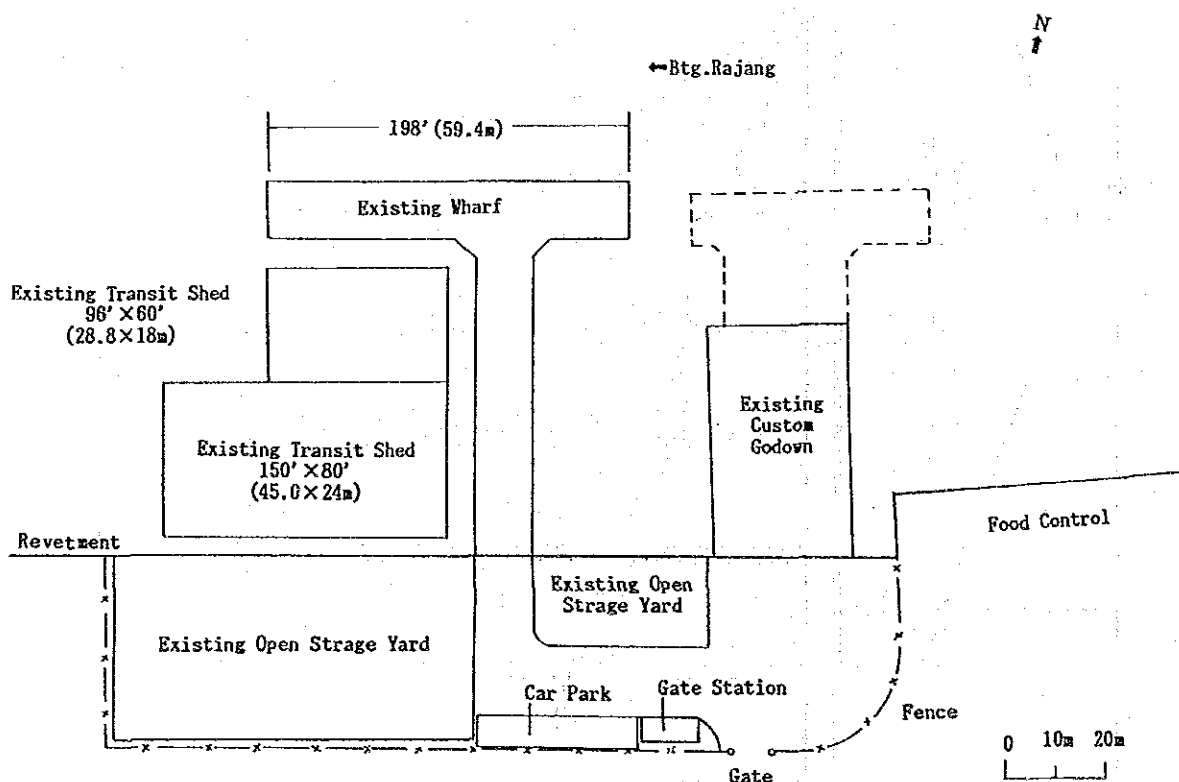 N
←Btg.Rajang
198' (59.4m)
Existing Wharf
Existing Transit Shed
96' ×60'
(28.8×18m)
Existing Transit Shed
150' ×80'
(45.0×24m)
Existing
Custom
Godown
Food Control
Revetment
Existing Open
Strage Yard
Existing Open Strage Yard
Car Park
Gate Station
Fence
Gate
0 10m 20m